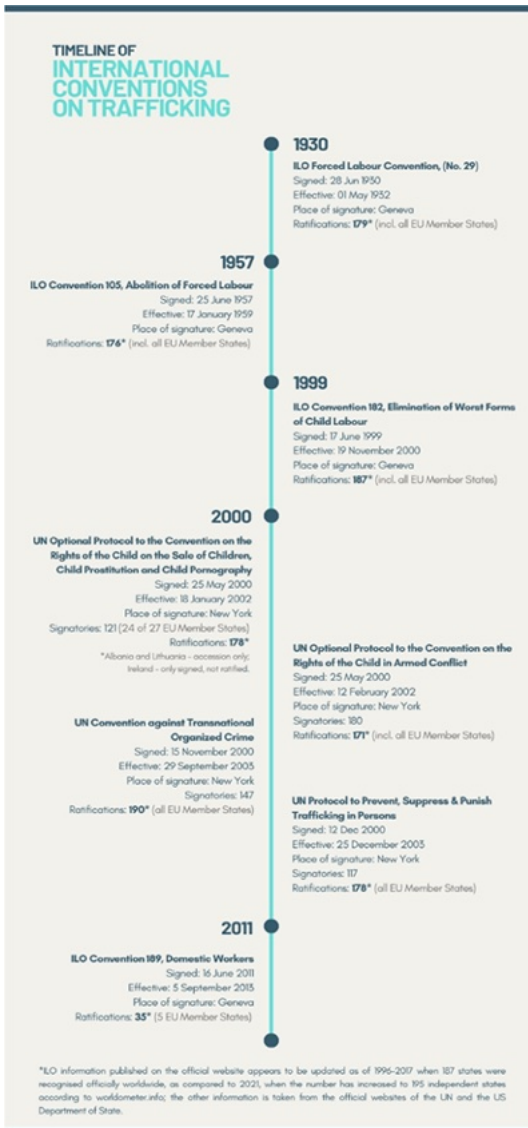 TIMELINE OF
INTERNATIONAL
CONVENTIONS
ON TRAFFICKING
1930
ILO Forced Labour Convention, (No. 29)
Signed: 28 Jun 1930
Effective: 01 May 1932
Place of signature: Geneva
Ratifications: 179* (incl. all EU Member States)
1957
ILO Convention 105, Abolition of Forced Labour
Signed: 25 June 1957
Effective: 17 January 1959
Place of signature: Geneva
Ratifications: 176* (incl. all EU Member States)
1999
ILO Convention 182, Elimination of Worst Forms
of Child Labour
Signed: 17 June 1999
Effective: 19 November 2000
Place of signature: Geneva
Ratifications: 187* (incl. all EU Member States)
2000
UN Optional Protocol to the Convention on the
Rights of the Child on the Sale of Children,
Child Prostitution and Child Pornography
Signed: 25 May 2000
Effective: 18 January 2002
Place of signature: New York
Signatories: 121 (24 of 27 EU Member States)
Ratifications: 178*
*Albania and Lithuania - accession only;
Ireland - only signed, not ratified.
UN Optional Protocol to the Convention on the
Rights of the Child in Armed Conflict
Signed: 25 May 2000
Effective: 12 February 2002
Place of signature: New York
Signatories: 180
Ratifications: 171* (incl. all EU Member States)
UN Convention against Transnational
Organized Crime
Signed: 15 November 2000
Effective: 29 September 2003
Place of signature: New York
Signatories: 147
Ratifications: 190* (all EU Member States)
UN Protocol to Prevent, Suppress & Punish
Trafficking in Persons
Signed: 12 Dec 2000
Effective: 25 December 2003
Place of signature: New York
Signatories: 117
Ratifications: 178* (all EU Member States)
2011
ILO Convention 189, Domestic Workers
Signed: 16 June 2011
Effective: 5 September 2013
Place of signature: Geneva
Ratifications: 35* (5 EU Member States)
*ILO information published on the official website appears to be updated as of 1996-2017 when 187 states were
recognised officially worldwide, as compared to 2021, when the number has increased to 195 independent states
according to worldometer.info; the other information is taken from the official websites of the UN and the US
Department of State.